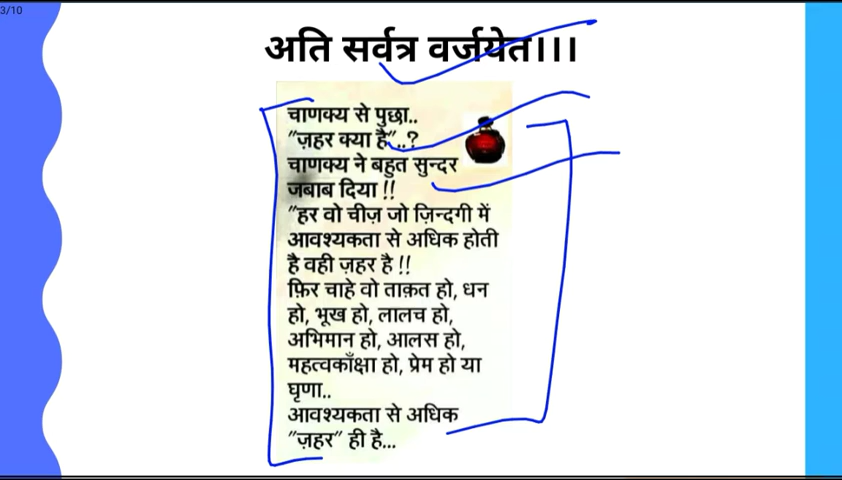 3/10
अति सर्वत्र वर्जयेत।।।
चाणक्य से पुछा..
"ज़हर क्या है"..?
चाणक्य ने बहुत सुन्दर
जबाब दिया !!
"हर वो चीज़ जो ज़िन्दगी में
आवश्यकता से अधिक होती
है वही ज़हर है !!
फ़िर चाहे वो ताक़त हो, धन
हो, भूख हो, लालच हो,
अभिमान हो, आलस हो,
महत्वकाँक्षा हो, प्रेम हो या
घृणा..
आवश्यकता से अधिक
"ज़हर" ही है...